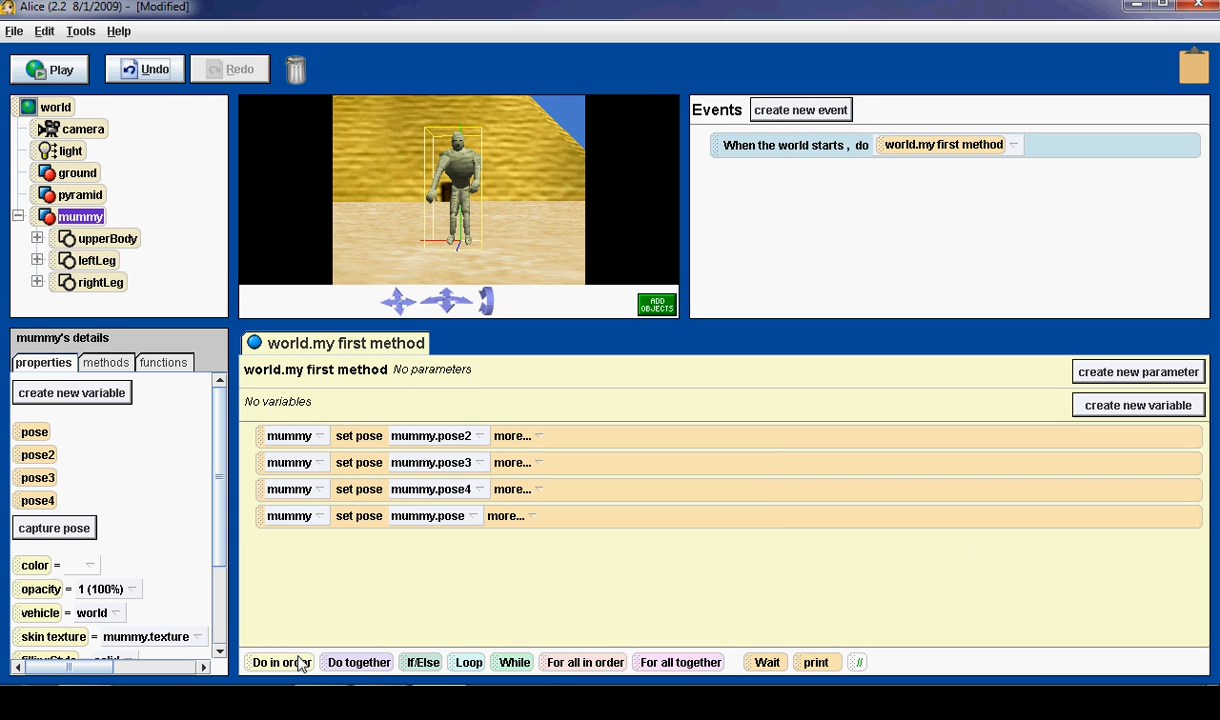 Alice (2.2 8/1/2009) - [Modified]
File Edit Tools Help
Play Undo Redo
world
camera
light
ground
pyramid
mummy
upperBody
leftLeg
rightLeg
ADD
OBJECTS
Events create new event
When the world starts , do world.my first method
mummy's details
properties methods functions
create new variable
pose
pose2
pose3
pose4
capture pose
color =
opacity = 1 (100%)
vehicle = world
skin texture = mummy.texture
world.my first method
world.my first method No parameters create new parameter
No variables create new variable
mummy set pose mummy.pose2 more...
mummy set pose mummy.pose3 more...
mummy set pose mummy.pose4 more...
mummy set pose mummy.pose more...
Do in order Do together If/Else Loop While For all in order For all together Wait print //